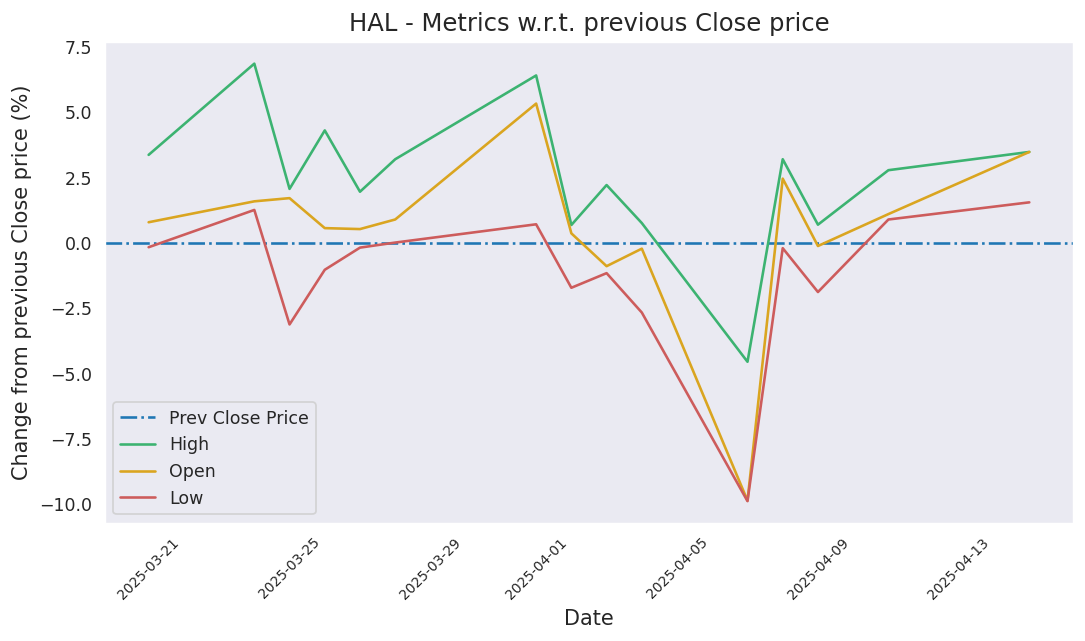 HAL - Metrics w.r.t. previous Close price
Change from previous Close price (%)
7.5
5.0
2.5
0.0
−2.5
−5.0
−7.5
−10.0
Prev Close Price
High
Open
Low
2025-03-21
2025-03-25
2025-03-29
2025-04-01
2025-04-05
2025-04-09
2025-04-13
Date